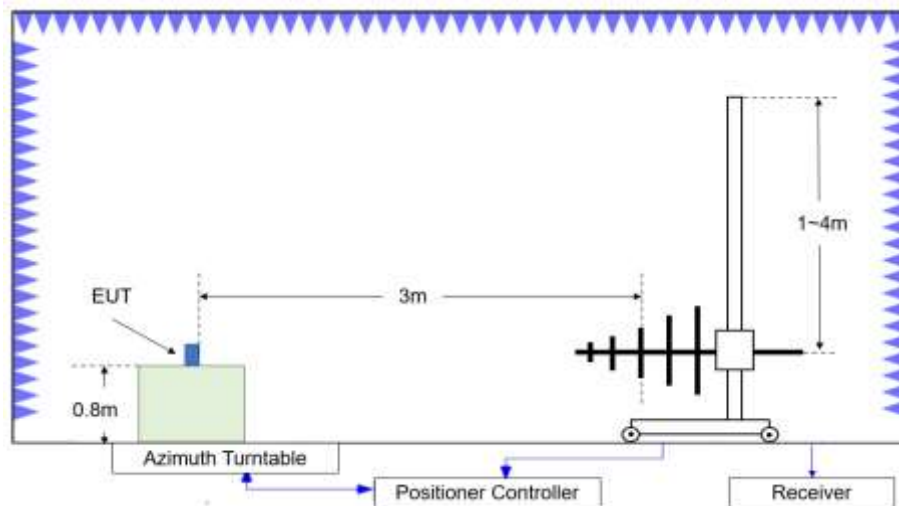 1~4m
EUT
3m
0.8m
Azimuth Turntable
Positioner Controller
Receiver